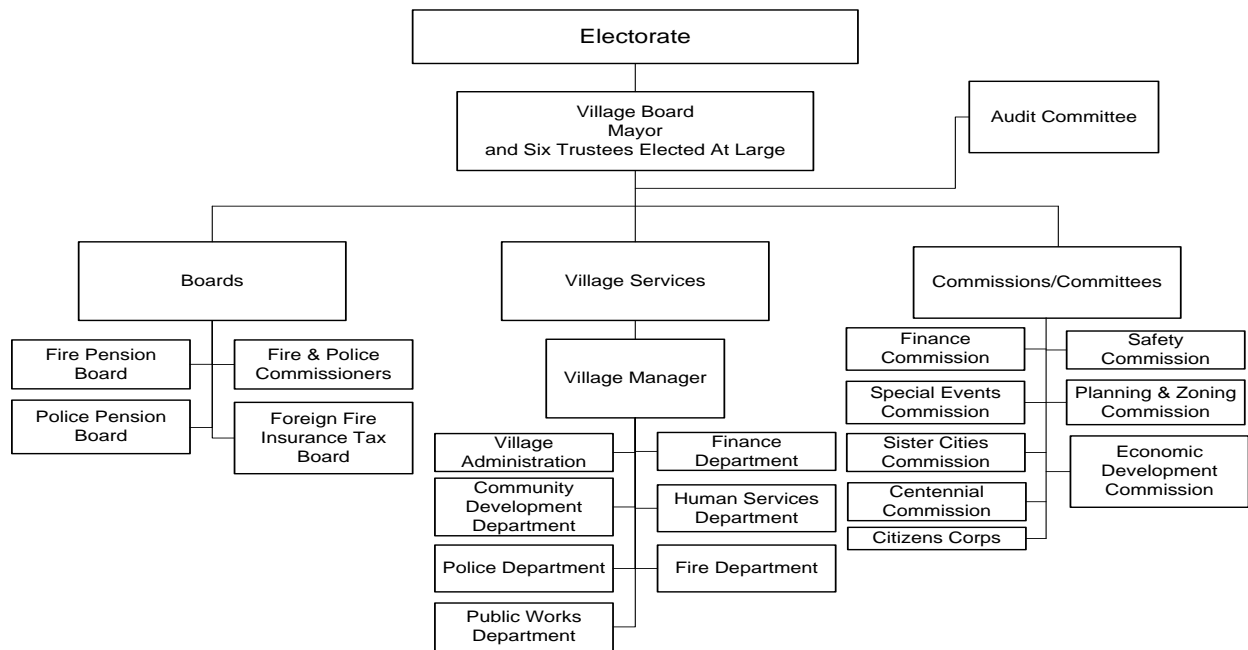 Electorate
Village Board
Mayor
and Six Trustees Elected At Large
Audit Committee
Boards
Village Services
Commissions/Committees
Fire Pension
Board
Fire & Police
Commissioners
Police Pension
Board
Foreign Fire
Insurance Tax
Board
Village Manager
Village
Administration
Finance
Department
Community
Development
Department
Human Services
Department
Police Department
Fire Department
Public Works
Department
Finance
Commission
Safety
Commission
Special Events
Commission
Planning & Zoning
Commission
Sister Cities
Commission
Economic
Development
Commission
Centennial
Commission
Citizens Corps